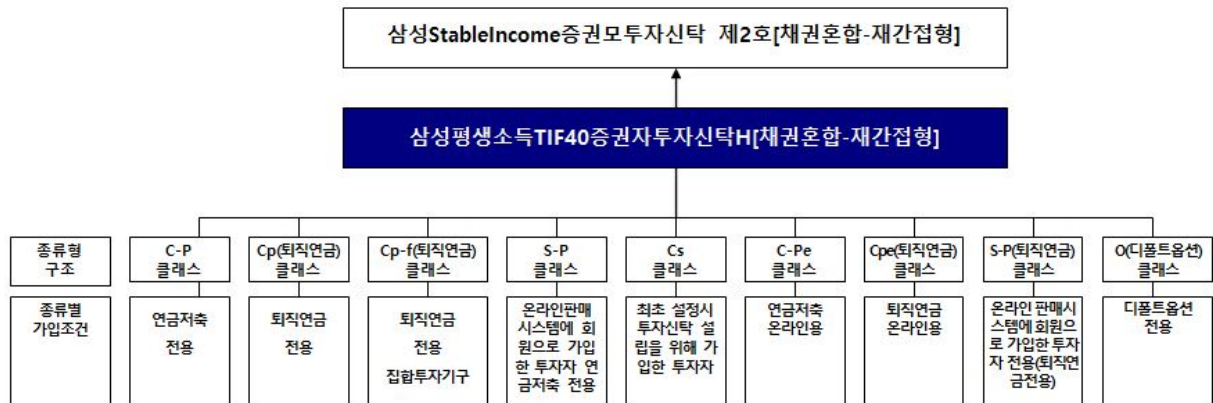 삼성StableIncome증권모투자신탁 제2호[채권혼합-재간접형]
삼성평생소득TIF40증권자투자신탁H[채권혼합-재간접형]
종류형
구조
C-P
클래스
Cp(퇴직연금)
클래스
Cp-f(퇴직연금)
클래스
S-P
클래스
Cs
클래스
C-Pe
클래스
Cpe(퇴직연금)
클래스
S-P(퇴직연금)
클래스
O(디폴트옵션)
클래스
종류별
가입조건
연금저축
전용
퇴직연금
전용
퇴직연금
전용
집합투자기구
온라인판매
시스템에 회
원으로 가입
한 투자자 연
금저축 전용
최초 설정시
투자신탁 설
립을 위해 가
입한 투자자
연금저축
온라인용
퇴직연금
온라인용
온라인 판매시
스템에 회원으
로 가입한 투자
자 전용(퇴직연
금전용)
디폴트옵션
전용